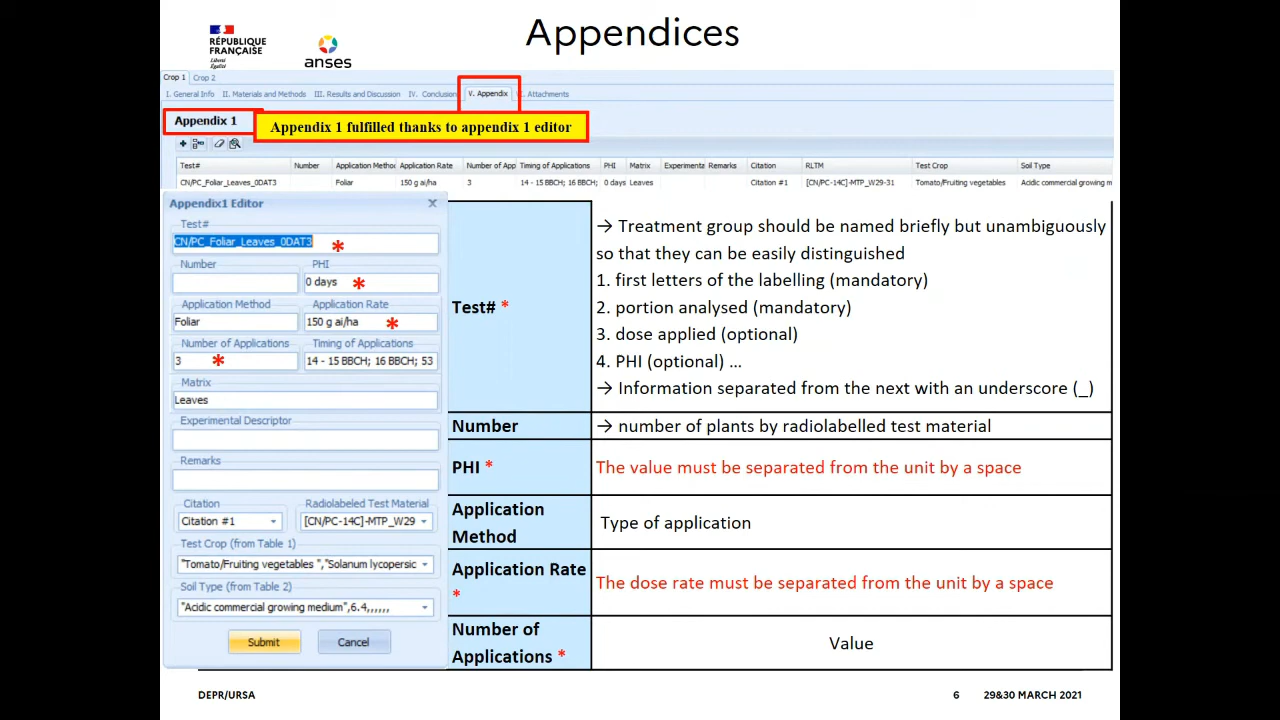 Appendices
RÉPUBLIQUE
FRANÇAISE
Liberté
Égalité
anses
Crop 1 Crop 2
I. General Info II. Materials and Methods III. Results and Discussion IV. Conclusion V. Appendix Attachments
Appendix 1
Appendix 1 fulfilled thanks to appendix 1 editor
Test# Number Application Method Application Rate Number of App Timing of Applications PHI Matrix Experimenta Remarks Citation RLTM Test Crop Soil Type
CN/PC_Foliar_Leaves_0DAT3 Foliar 150 g ai/ha 3 14 - 15 BBCH; 16 BBCH; 0 days Leaves Citation #1 [CN/PC-14C]-MTP_W29-31 Tomato/Fruiting vegetables Acidic commercial growing m
Appendix1 Editor
Test#
CN/PC_Foliar_Leaves_0DAT3 *
Number PHI
0 days *
Application Method Application Rate
Foliar 150 g ai/ha *
Number of Applications Timing of Applications
3 * 14 - 15 BBCH; 16 BBCH; 53
Matrix
Leaves
Experimental Descriptor
Remarks
Citation Radiolabeled Test Material
Citation #1 [CN/PC-14C]-MTP_W29
Test Crop (from Table 1)
"Tomato/Fruiting vegetables ","Solanum lycopersic
Soil Type (from Table 2)
"Acidic commercial growing medium",6.4,,,,,,
Submit Cancel
Test# *
→ Treatment group should be named briefly but unambiguously
so that they can be easily distinguished
1. first letters of the labelling (mandatory)
2. portion analysed (mandatory)
3. dose applied (optional)
4. PHI (optional) ...
→ Information separated from the next with an underscore (_)
Number → number of plants by radiolabelled test material
PHI * The value must be separated from the unit by a space
Application
Method
Type of application
Application Rate
*
The dose rate must be separated from the unit by a space
Number of
Applications *
Value
DEPR/URSA 6 29&30 MARCH 2021